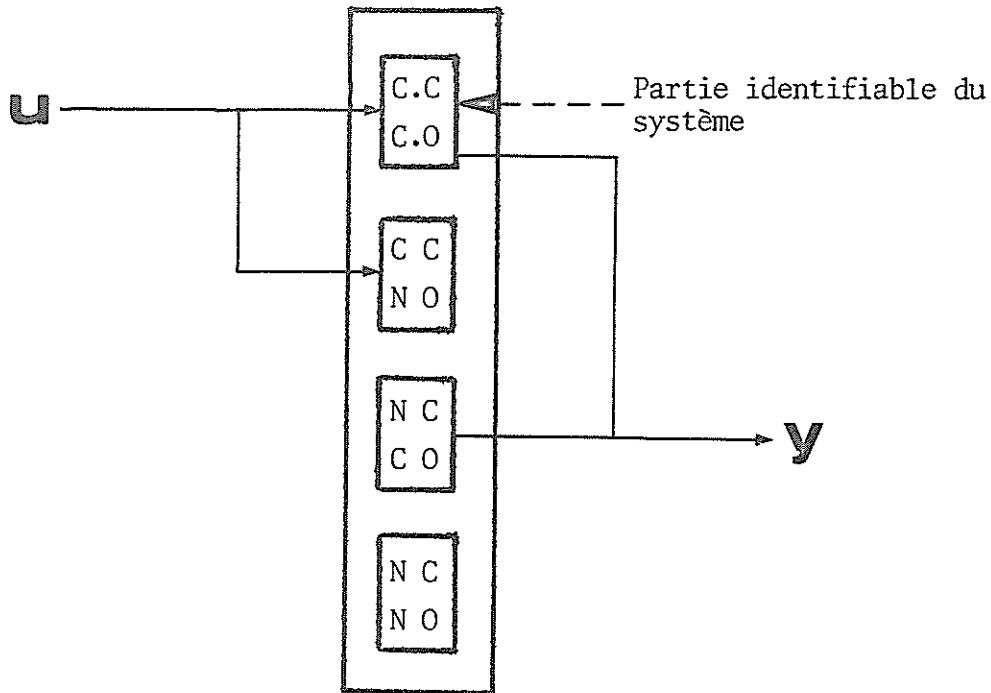 C.C
C.O
Partie identifiable du
système
u
C C
N O
N C
C O
y
N C
N O